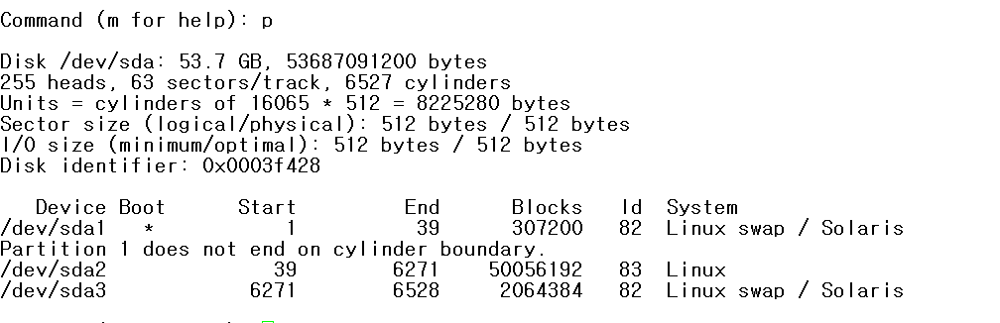 Command (m for help): p
Disk /dev/sda: 53.7 GB, 53687091200 bytes
255 heads, 63 sectors/track, 6527 cylinders
Units = cylinders of 16065 * 512 = 8225280 bytes
Sector size (logical/physical): 512 bytes / 512 bytes
I/O size (minimum/optimal): 512 bytes / 512 bytes
Disk identifier: 0x0003f428
Device Boot Start End Blocks Id System
/dev/sda1 * 1 39 307200 82 Linux swap / Solaris
Partition 1 does not end on cylinder boundary.
/dev/sda2 39 6271 50056192 83 Linux
/dev/sda3 6271 6528 2064384 82 Linux swap / Solaris